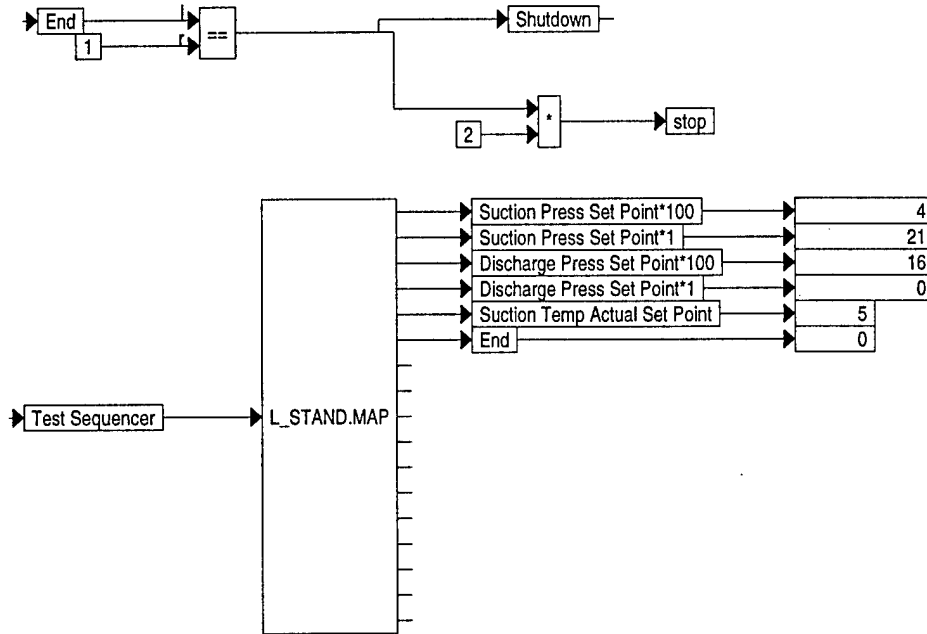 End
l
Shutdown
1
r
==
2
*
stop
Suction Press Set Point*100
4
Suction Press Set Point*1
21
Discharge Press Set Point*100
16
Discharge Press Set Point*1
0
Suction Temp Actual Set Point
5
End
0
Test Sequencer
L_STAND.MAP